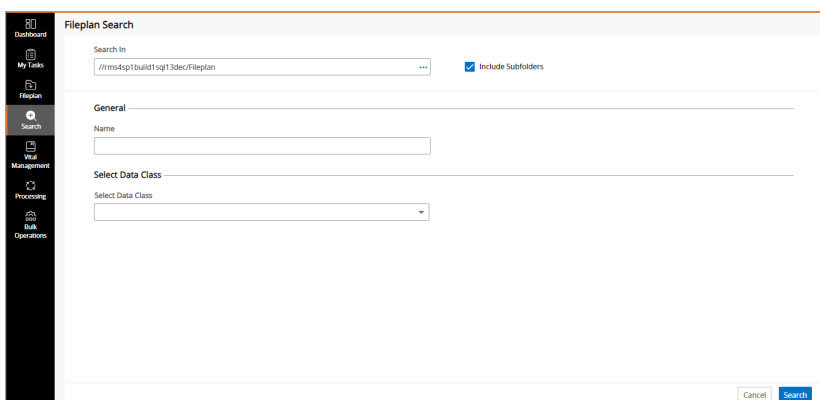 Dashboard
My Tasks
Fileplan
Search
Vital
Management
Processing
Bulk
Operations
Fileplan Search
Search In
//rms4sp1build1sql13dec/Fileplan
...
Include Subfolders
General
Name
Select Data Class
Select Data Class
Cancel
Search